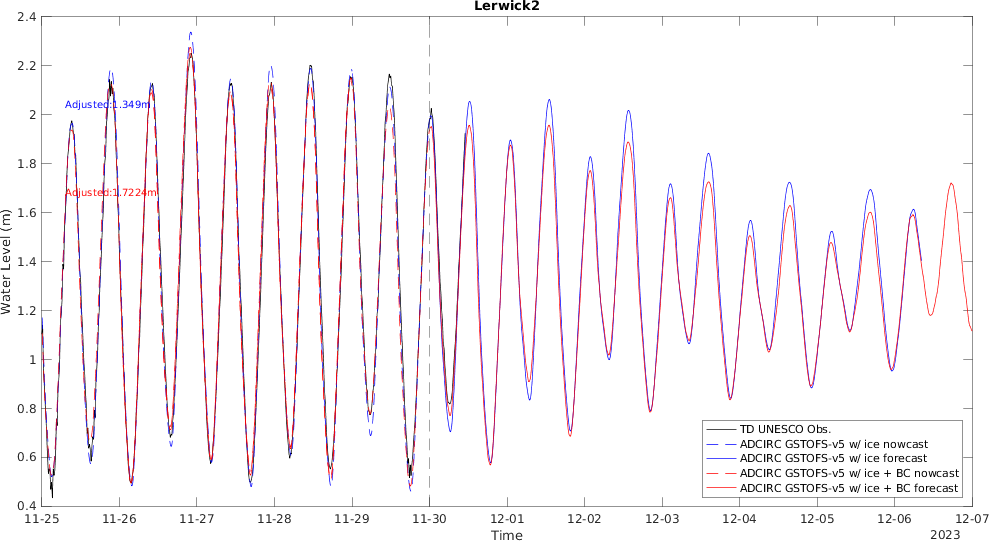 Lerwick2
2.4
2.2
2
1.8
1.6
1.4
1.2
1
0.8
0.6
0.4
Water Level (m)
Adjusted:1.349m
Adjusted:1.7224m
TD UNESCO Obs.
ADCIRC GSTOFS-v5 w/ ice nowcast
ADCIRC GSTOFS-v5 w/ ice forecast
ADCIRC GSTOFS-v5 w/ ice + BC nowcast
ADCIRC GSTOFS-v5 w/ ice + BC forecast
11-25 11-26 11-27 11-28 11-29 11-30 12-01 12-02 12-03 12-04 12-05 12-06 12-07
Time
2023